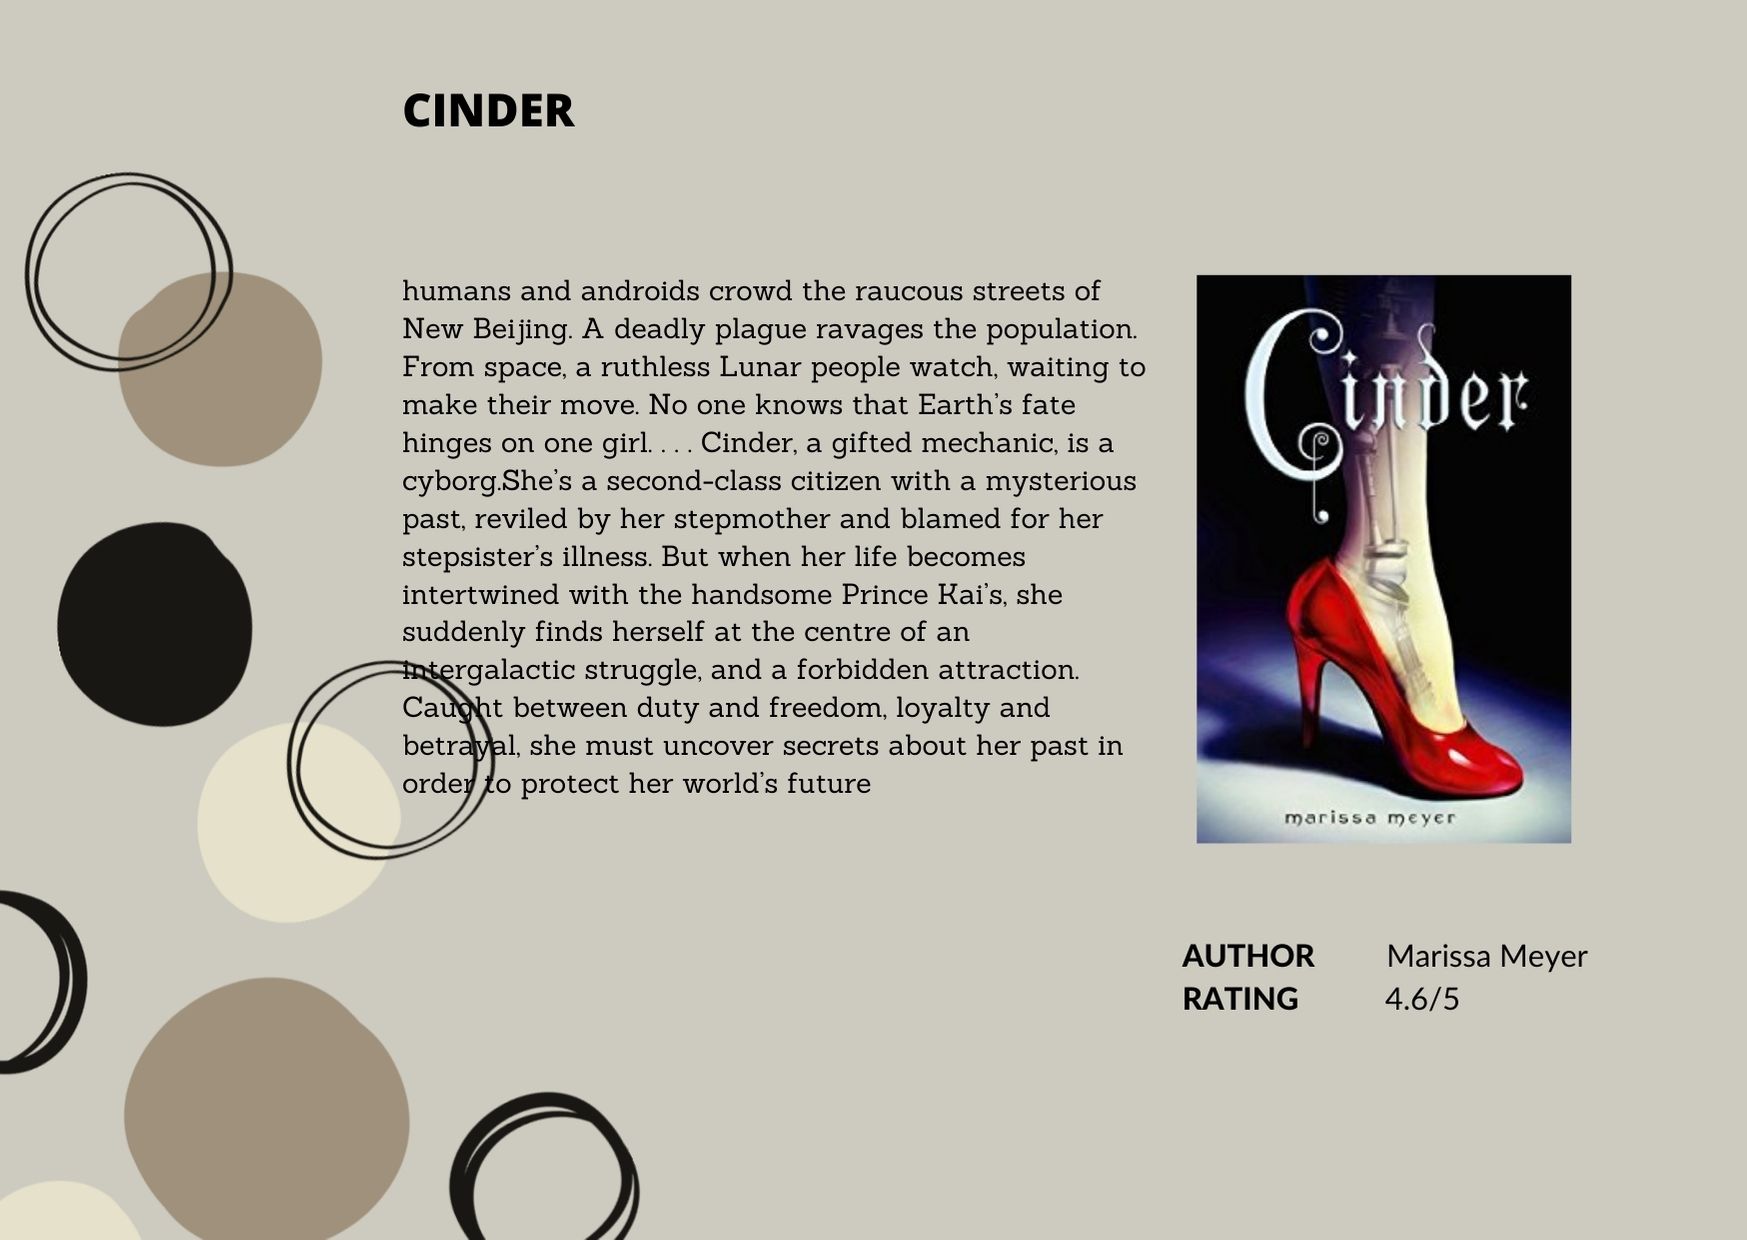 CINDER
humans and androids crowd the raucous streets of
New Beijing. A deadly plague ravages the population.
From space, a ruthless Lunar people watch, waiting to
make their move. No one knows that Earth’s fate
hinges on one girl. . . . Cinder, a gifted mechanic, is a
cyborg.She’s a second-class citizen with a mysterious
past, reviled by her stepmother and blamed for her
stepsister’s illness. But when her life becomes
intertwined with the handsome Prince Kai’s, she
suddenly finds herself at the centre of an
intergalactic struggle, and a forbidden attraction.
Caught between duty and freedom, loyalty and
betrayal, she must uncover secrets about her past in
order to protect her world’s future
Cinder
marissa meyer
AUTHOR Marissa Meyer
RATING 4.6/5